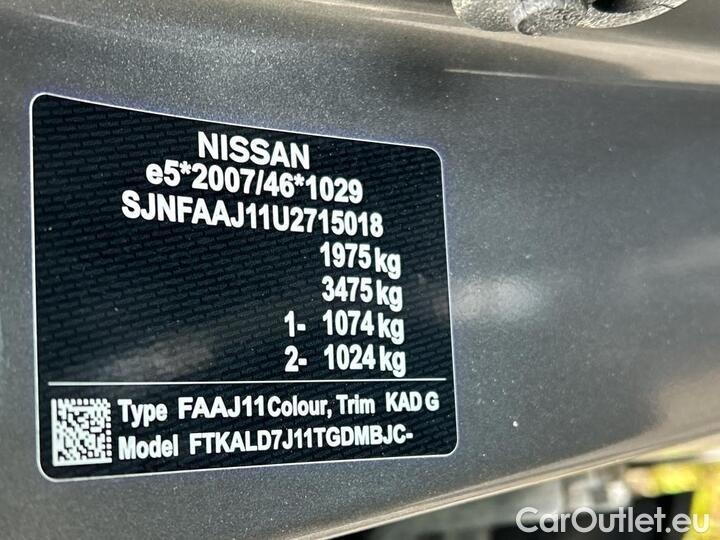 NISSAN
e5*2007/46*1029
SJNFAAJ11U2715018
1975 kg
3475 kg
1- 1074 kg
2- 1024 kg
Type FAAJ11 Colour, Trim KAD G
Model FTKALD7J11TGDMBJC-
CarOutlet.eu